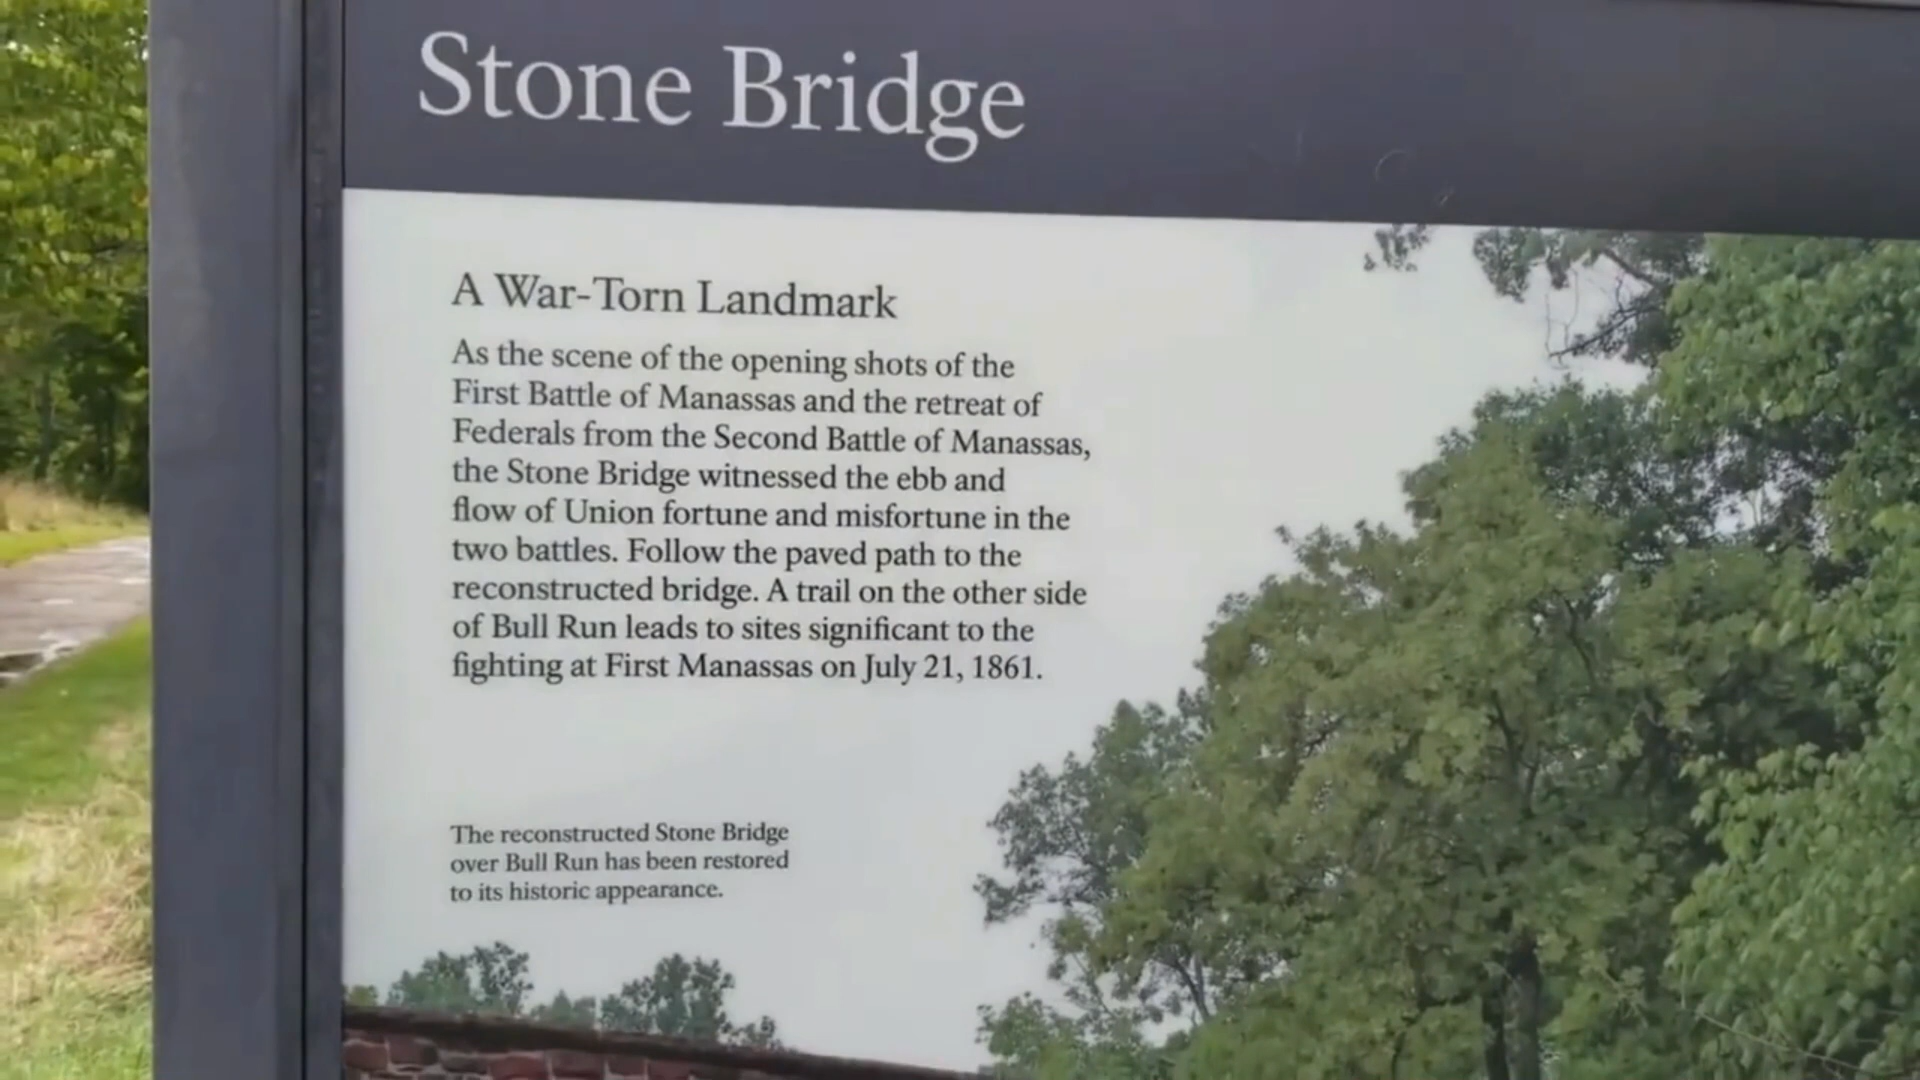 Stone Bridge
A War-Torn Landmark
As the scene of the opening shots of the
First Battle of Manassas and the retreat of
Federals from the Second Battle of Manassas,
the Stone Bridge witnessed the ebb and
flow of Union fortune and misfortune in the
two battles. Follow the paved path to the
reconstructed bridge. A trail on the other side
of Bull Run leads to sites significant to the
fighting at First Manassas on July 21, 1861.
The reconstructed Stone Bridge
over Bull Run has been restored
to its historic appearance.